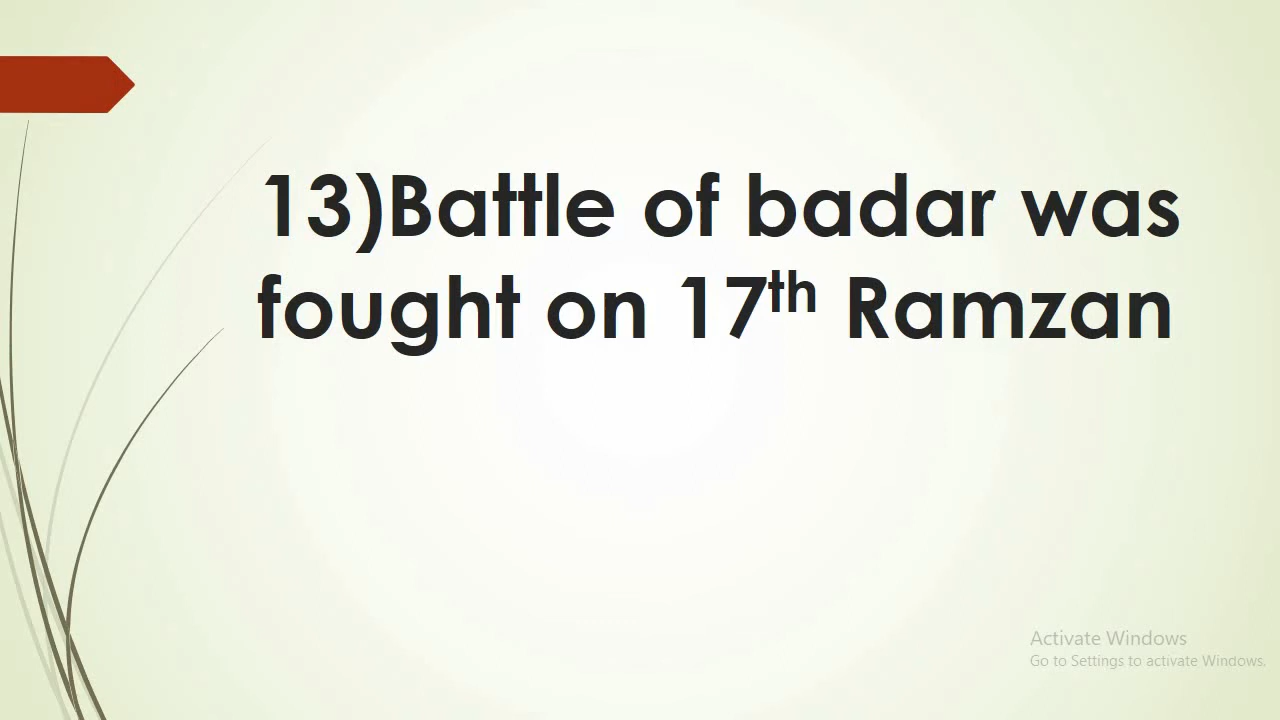 13)Battle of badar was
fought on 17th Ramzan
Activate Windows
Go to Settings to activate Windows.